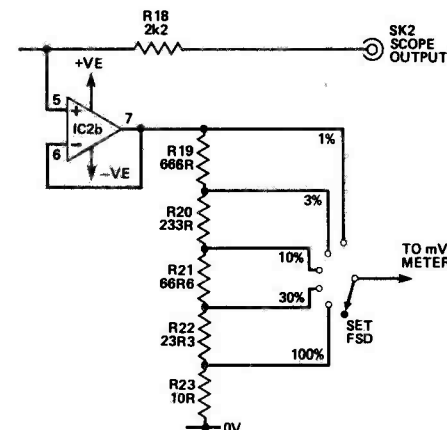 R18
2k2
SK2
SCOPE
OUTPUT
+VE
5
+
IC2b
7
6
−
−VE
1%
R19
666R
3%
R20
233R
10%
R21
66R6
TO mV
METER
30%
R22
23R3
SET
FSD
100%
R23
10R
0V